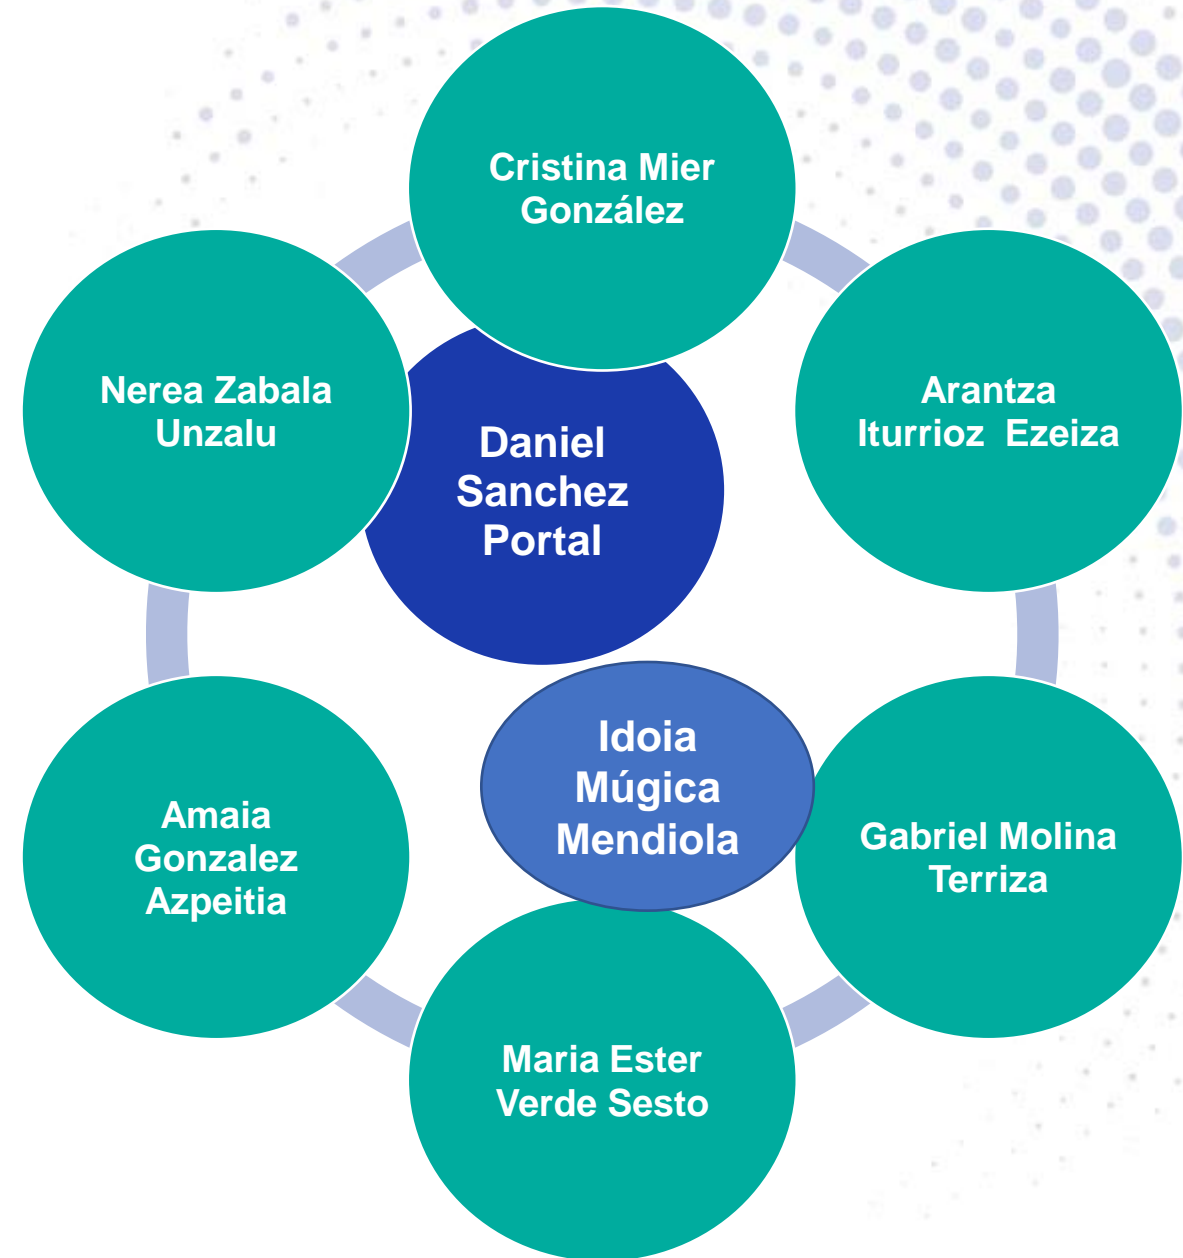 Cristina Mier
González
Nerea Zabala
Unzalu
Arantza
Iturrioz  Ezeiza
Daniel
Sanchez
Portal
Idoia
Múgica
Mendiola
Amaia
Gonzalez
Azpeitia
Gabriel Molina
Terriza
Maria Ester
Verde Sesto